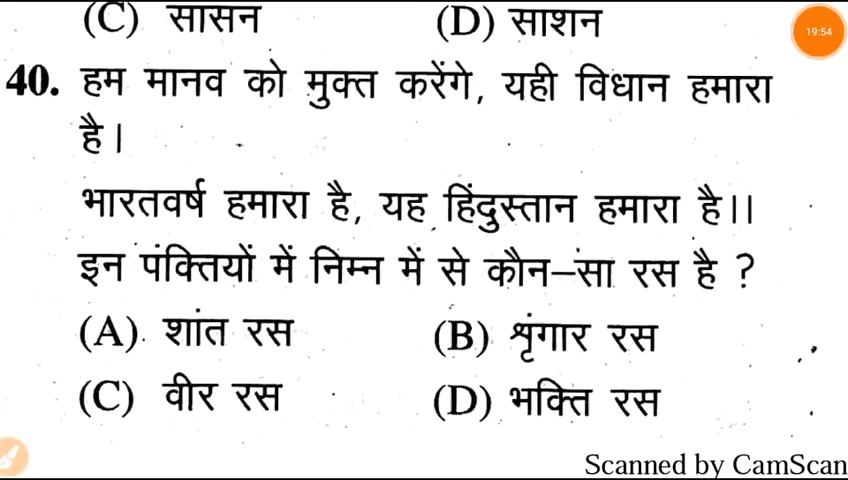 (C) सासन (D) साशन
19:54
40. हम मानव को मुक्त करेंगे, यही विधान हमारा
है।
भारतवर्ष हमारा है, यह हिंदुस्तान हमारा है।।
इन पंक्तियों में निम्न में से कौन–सा रस है ?
(A) शांत रस (B) श्रृंगार रस
(C) वीर रस (D) भक्ति रस
Scanned by CamScan